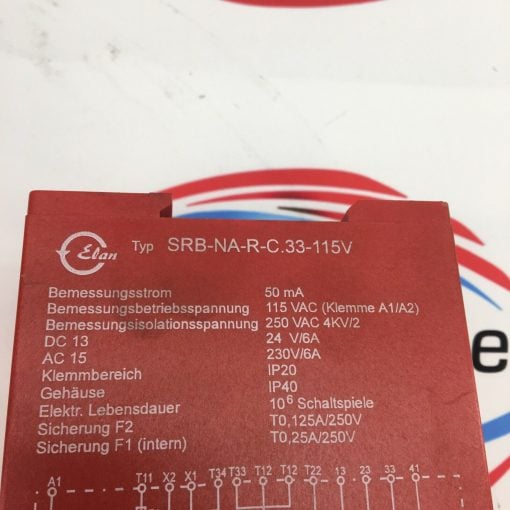 Elan Typ SRB-NA-R-C.33-115V
Bemessungsstrom 50 mA
Bemessungsbetriebsspannung 115 VAC (Klemme A1/A2)
Bemessungsisolationsspannung 250 VAC 4KV/2
DC 13 24 V/6A
AC 15 230V/6A
Klemmbereich IP20
Gehäuse IP40
Elektr. Lebensdauer 10⁶ Schaltspiele
Sicherung F2 T0,125A/250V
Sicherung F1 (intern) T0,25A/250V
A1 T11 X2 X1 T34 T33 T12 T12 T22 13 23 33 41
e